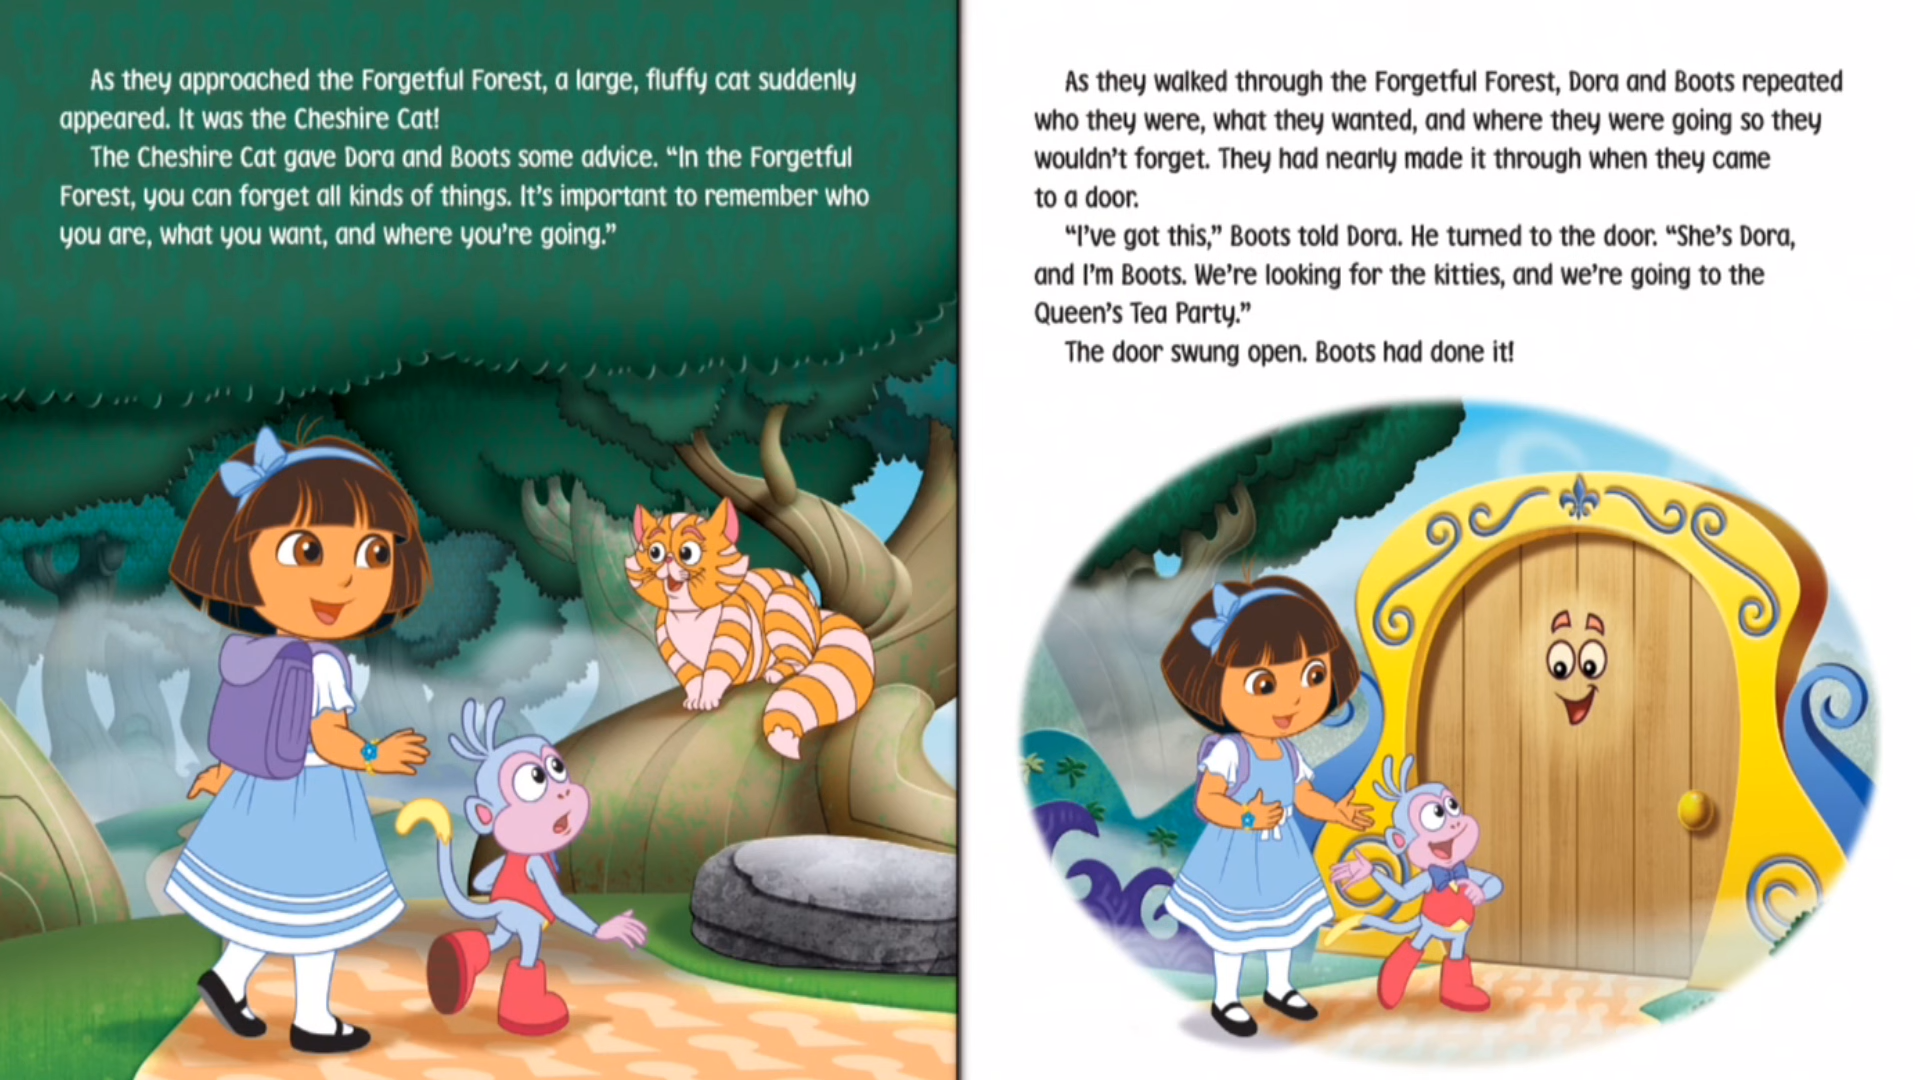 As they approached the Forgetful Forest, a large, fluffy cat suddenly
appeared. It was the Cheshire Cat!
The Cheshire Cat gave Dora and Boots some advice. “In the Forgetful
Forest, you can forget all kinds of things. It’s important to remember who
you are, what you want, and where you’re going.”
As they walked through the Forgetful Forest, Dora and Boots repeated
who they were, what they wanted, and where they were going so they
wouldn’t forget. They had nearly made it through when they came
to a door.
“I’ve got this,” Boots told Dora. He turned to the door. “She’s Dora,
and I’m Boots. We’re looking for the kitties, and we’re going to the
Queen’s Tea Party.”
The door swung open. Boots had done it!